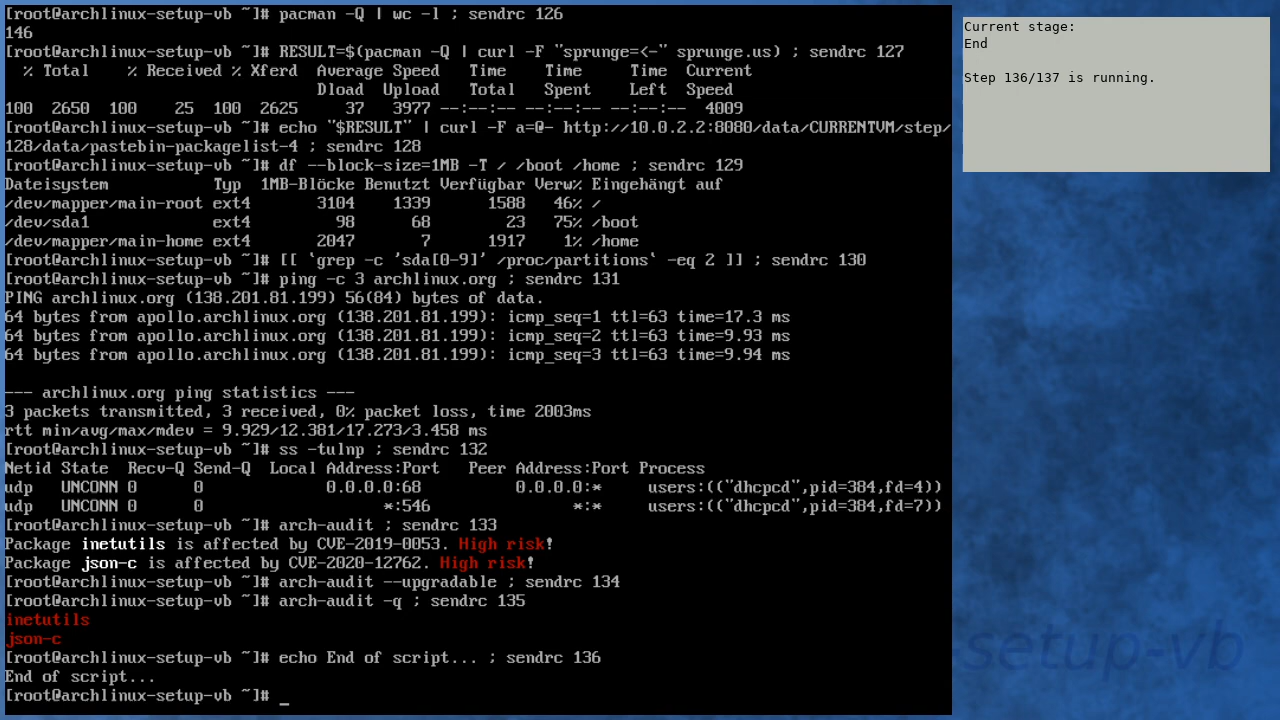 [root@archlinux-setup-vb ~]# pacman -Q | wc -l ; sendrc 126
146
[root@archlinux-setup-vb ~]# RESULT=$(pacman -Q | curl -F "sprunge=<-" sprunge.us) ; sendrc 127
  % Total    % Received % Xferd  Average Speed   Time    Time     Time  Current
                                 Dload  Upload   Total   Spent    Left  Speed
100  2650  100    25  100  2625     37   3977 --:--:-- --:--:-- --:--:--  4009
[root@archlinux-setup-vb ~]# echo "$RESULT" | curl -F a=@- http://10.0.2.2:8080/data/CURRENTVM/step/
128/data/pastebin-packagelist-4 ; sendrc 128
[root@archlinux-setup-vb ~]# df --block-size=1MB -T / /boot /home ; sendrc 129
Dateisystem           Typ  1MB-Blöcke Benutzt Verfügbar Verw% Eingehängt auf
/dev/mapper/main-root ext4       3104    1339      1588   46% /
/dev/sda1             ext4         98      68        23   75% /boot
/dev/mapper/main-home ext4       2047       7      1917    1% /home
[root@archlinux-setup-vb ~]# [[ `grep -c 'sda[0-9]' /proc/partitions` -eq 2 ]] ; sendrc 130
[root@archlinux-setup-vb ~]# ping -c 3 archlinux.org ; sendrc 131
PING archlinux.org (138.201.81.199) 56(84) bytes of data.
64 bytes from apollo.archlinux.org (138.201.81.199): icmp_seq=1 ttl=63 time=17.3 ms
64 bytes from apollo.archlinux.org (138.201.81.199): icmp_seq=2 ttl=63 time=9.93 ms
64 bytes from apollo.archlinux.org (138.201.81.199): icmp_seq=3 ttl=63 time=9.94 ms

--- archlinux.org ping statistics ---
3 packets transmitted, 3 received, 0% packet loss, time 2003ms
rtt min/avg/max/mdev = 9.929/12.381/17.273/3.458 ms
[root@archlinux-setup-vb ~]# ss -tulnp ; sendrc 132
Netid State  Recv-Q Send-Q  Local Address:Port   Peer Address:Port Process
udp   UNCONN 0      0             0.0.0.0:68          0.0.0.0:*     users:(("dhcpcd",pid=384,fd=4))
udp   UNCONN 0      0                   *:546               *:*     users:(("dhcpcd",pid=384,fd=7))
[root@archlinux-setup-vb ~]# arch-audit ; sendrc 133
Package inetutils is affected by CVE-2019-0053. High risk!
Package json-c is affected by CVE-2020-12762. High risk!
[root@archlinux-setup-vb ~]# arch-audit --upgradable ; sendrc 134
[root@archlinux-setup-vb ~]# arch-audit -q ; sendrc 135
inetutils
json-c
[root@archlinux-setup-vb ~]# echo End of script... ; sendrc 136
End of script...
[root@archlinux-setup-vb ~]# _
Current stage:
End
Step 136/137 is running.
-setup-vb